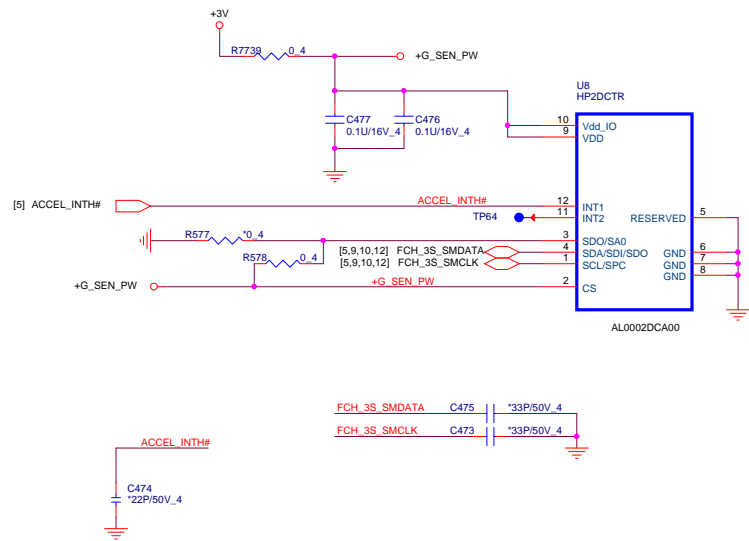 +3V
R7739 0_4
+G_SEN_PW
U8
HP2DCTR
C477
0.1U/16V_4
C476
0.1U/16V_4
10 Vdd_IO
9 VDD
[5] ACCEL_INTH#
ACCEL_INTH#
12 INT1
TP64
11 INT2
RESERVED 5
R577 *0_4
3 SDO/SA0
[5,9,10,12] FCH_3S_SMDATA
4 SDA/SDI/SDO
GND 6
R578 0_4
[5,9,10,12] FCH_3S_SMCLK
1 SCL/SPC
GND 7
GND 8
+G_SEN_PW
+G_SEN_PW
2 CS
AL0002DCA00
FCH_3S_SMDATA C475 *33P/50V_4
FCH_3S_SMCLK C473 *33P/50V_4
ACCEL_INTH#
C474
*22P/50V_4